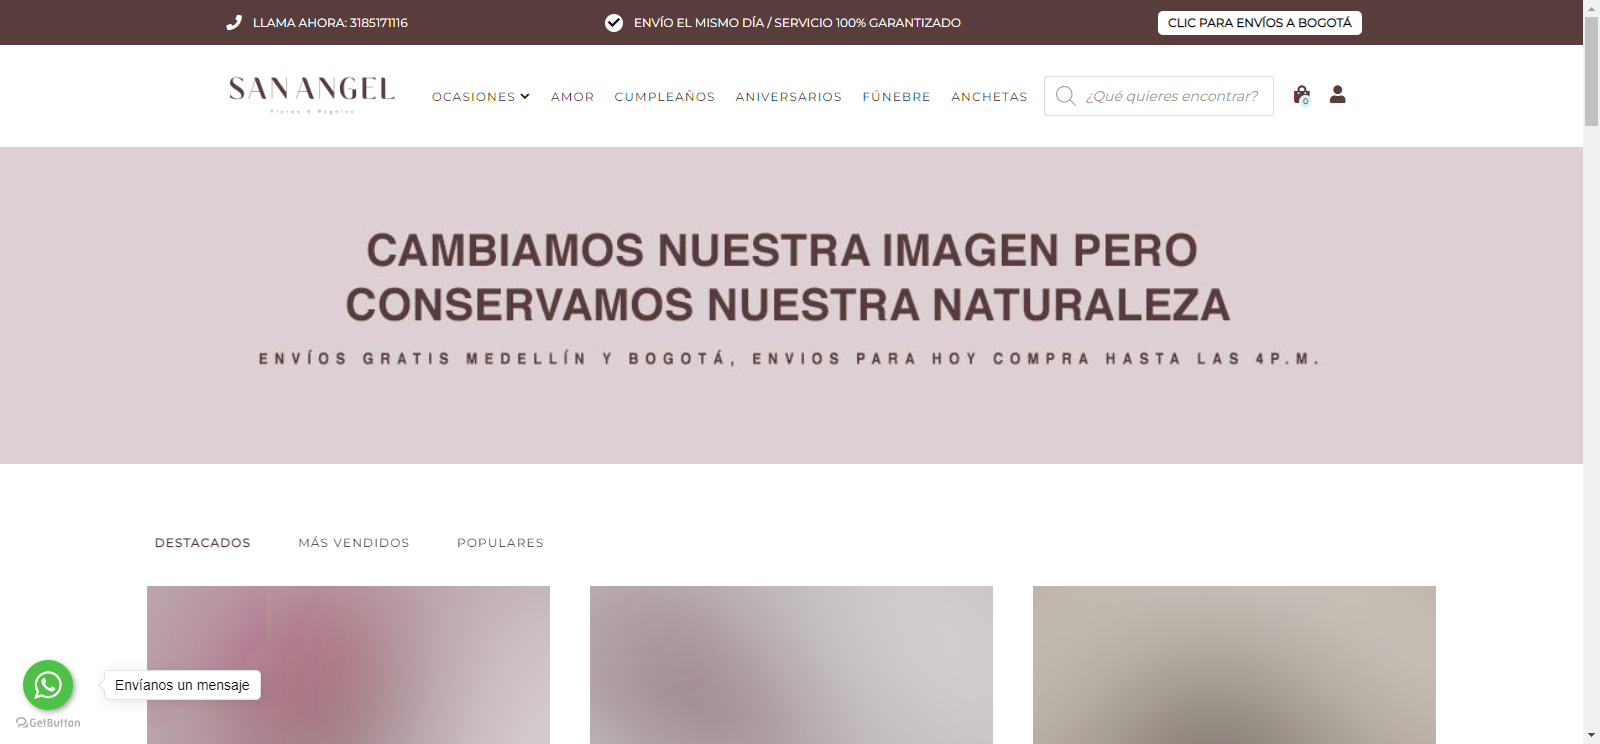 LLAMA AHORA: 3185171116
ENVÍO EL MISMO DÍA / SERVICIO 100% GARANTIZADO
CLIC PARA ENVÍOS A BOGOTÁ
SAN ANGEL
Flores & Regalos
OCASIONES
AMOR
CUMPLEAÑOS
ANIVERSARIOS
FÚNEBRE
ANCHETAS
¿Qué quieres encontrar?
0
CAMBIAMOS NUESTRA IMAGEN PERO
CONSERVAMOS NUESTRA NATURALEZA
ENVÍOS GRATIS MEDELLÍN Y BOGOTÁ, ENVIOS PARA HOY COMPRA HASTA LAS 4P.M.
DESTACADOS
MÁS VENDIDOS
POPULARES
Envíanos un mensaje
GetButton